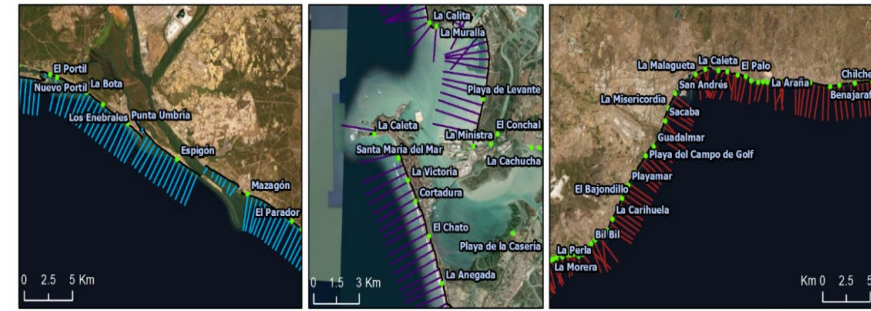 El Portil
Nuevo Portil
La Bota
Los Enebrales
Punta Umbría
Espigón
Mazagón
El Parador
0 2.5 5 Km
La Calita
La Muralla
Playa de Levante
La Caleta
La Ministra
El Conchal
Santa María del Mar
La Cachucha
La Victoria
Cortadura
El Chato
Playa de la Casería
La Anegada
0 1.5 3 Km
La Malagueta
La Caleta
El Palo
San Andrés
La Araña
Chilche
Benajaraf
La Misericordia
Sacaba
Guadalmar
Playa del Campo de Golf
Playamar
El Bajondillo
La Carihuela
Bil Bil
La Perla
La Morera
Km 0 2.5 5